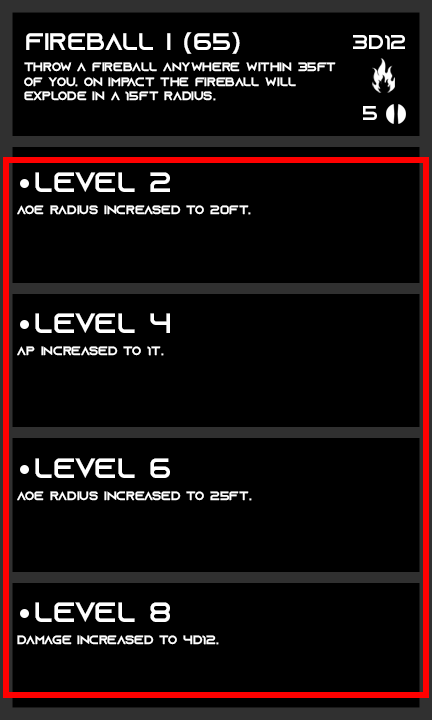 FIREBALL I (65)
3D12
THROW A FIREBALL ANYWHERE WITHIN 35FT
OF YOU. ON IMPACT THE FIREBALL WILL
EXPLODE IN A 15FT RADIUS.
5
•LEVEL 2
AOE RADIUS INCREASED TO 20FT.
•LEVEL 4
AP INCREASED TO 1T.
•LEVEL 6
AOE RADIUS INCREASED TO 25FT.
•LEVEL 8
DAMAGE INCREASED TO 4D12.